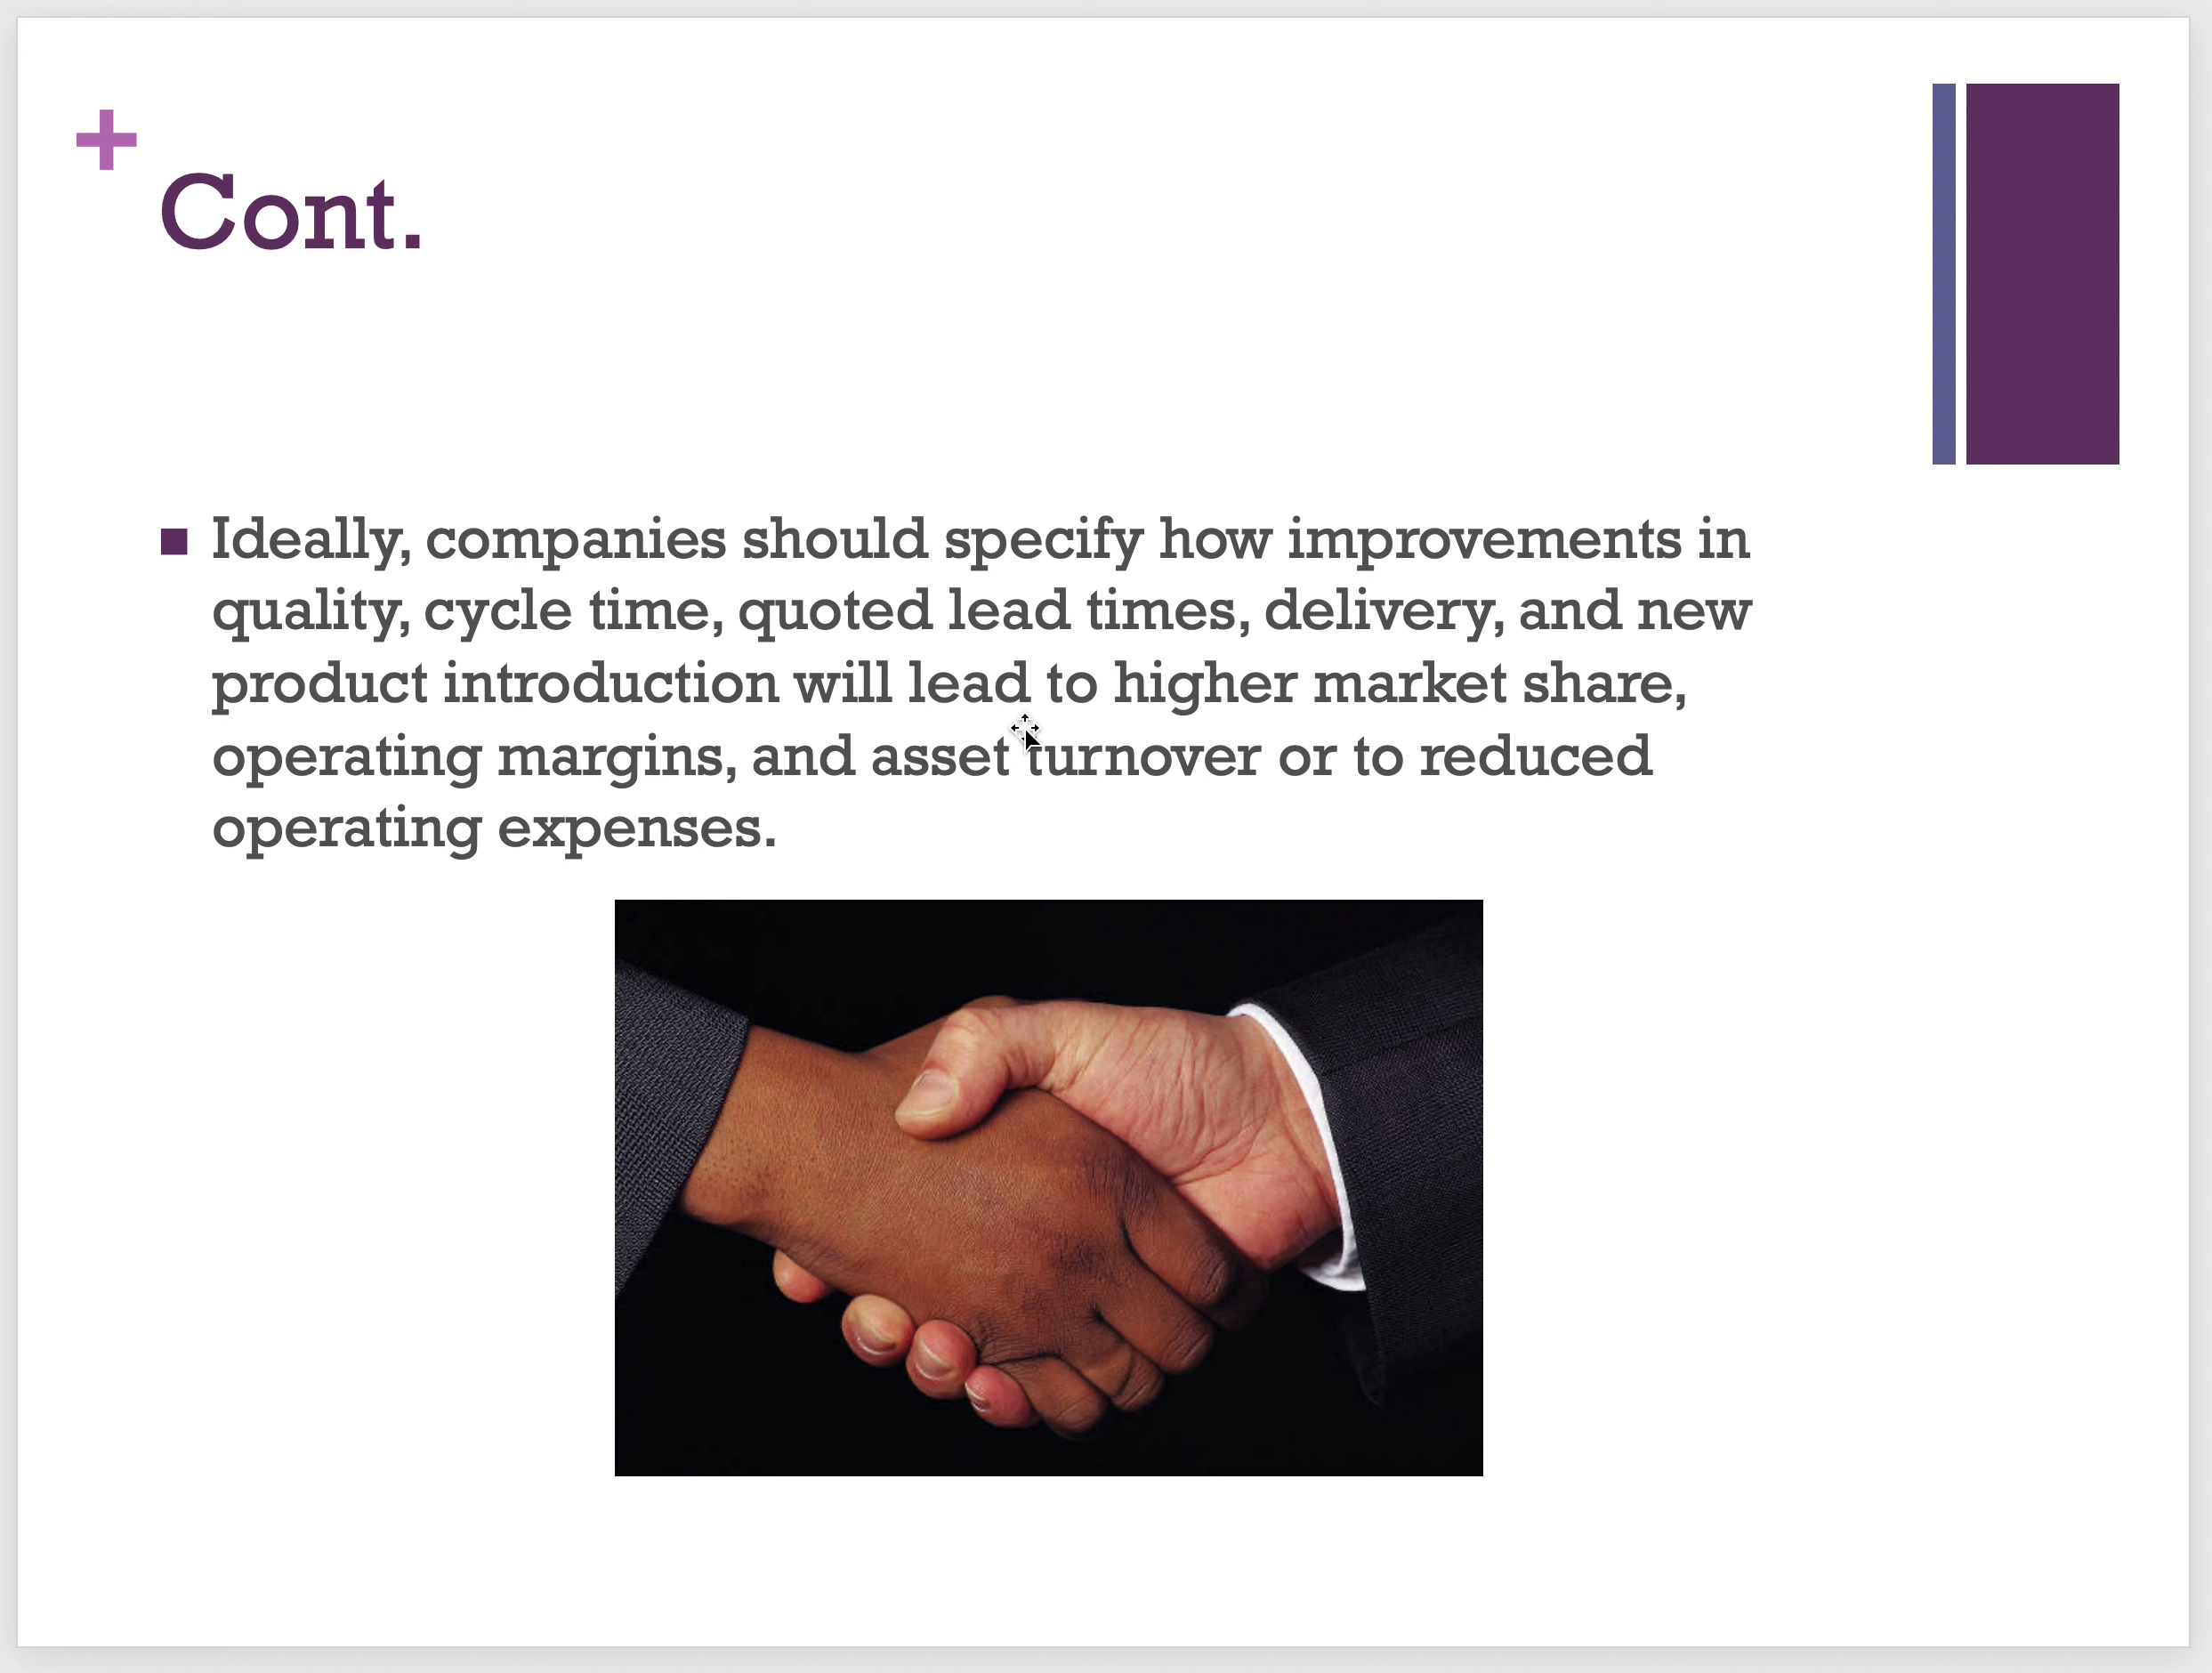 +
Cont.
Ideally, companies should specify how improvements in
quality, cycle time, quoted lead times, delivery, and new
product introduction will lead to higher market share,
operating margins, and asset turnover or to reduced
operating expenses.